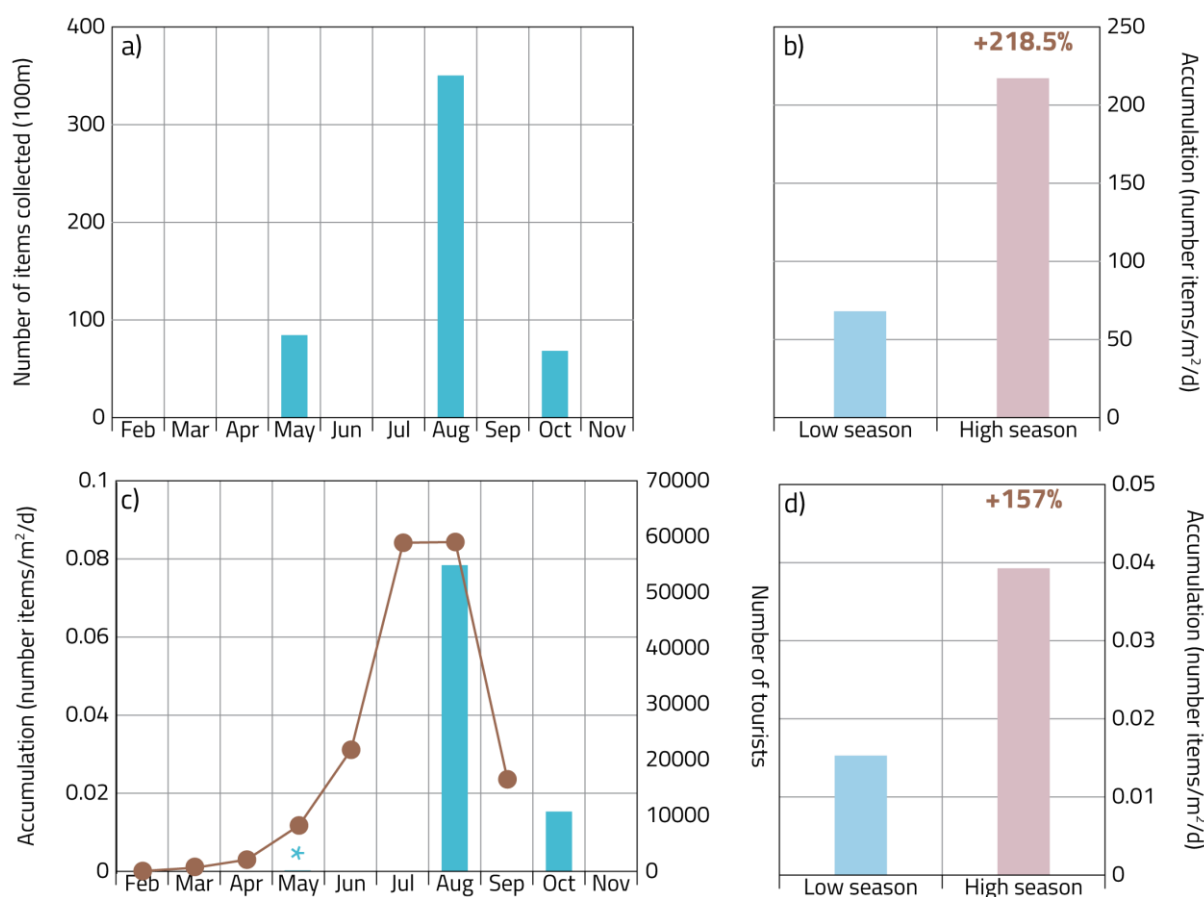 a)
Number of items collected (100m)
400
300
200
100
0
Feb Mar Apr May Jun Jul Aug Sep Oct Nov
b)
+218.5%
Accumulation (number items/m²/d)
250
200
150
100
50
0
Low season High season
c)
Accumulation (number items/m²/d)
0.1
0.08
0.06
0.04
0.02
0
*
Feb Mar Apr May Jun Jul Aug Sep Oct Nov
70000
60000
50000
40000
30000
20000
10000
0
Number of tourists
d)
+157%
Accumulation (number items/m²/d)
0.05
0.04
0.03
0.02
0.01
0
Low season High season